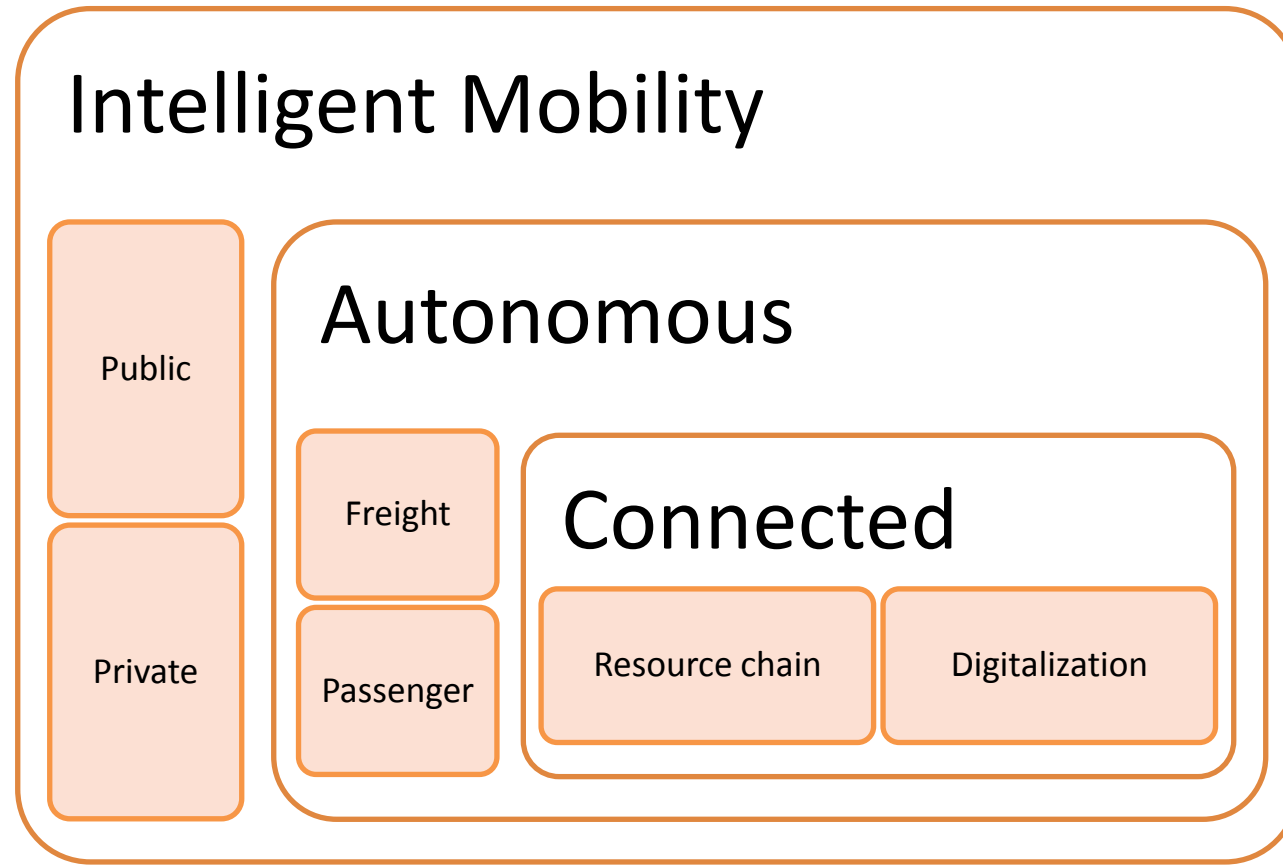 Intelligent Mobility
Public
Private
Autonomous
Freight
Passenger
Connected
Resource chain
Digitalization